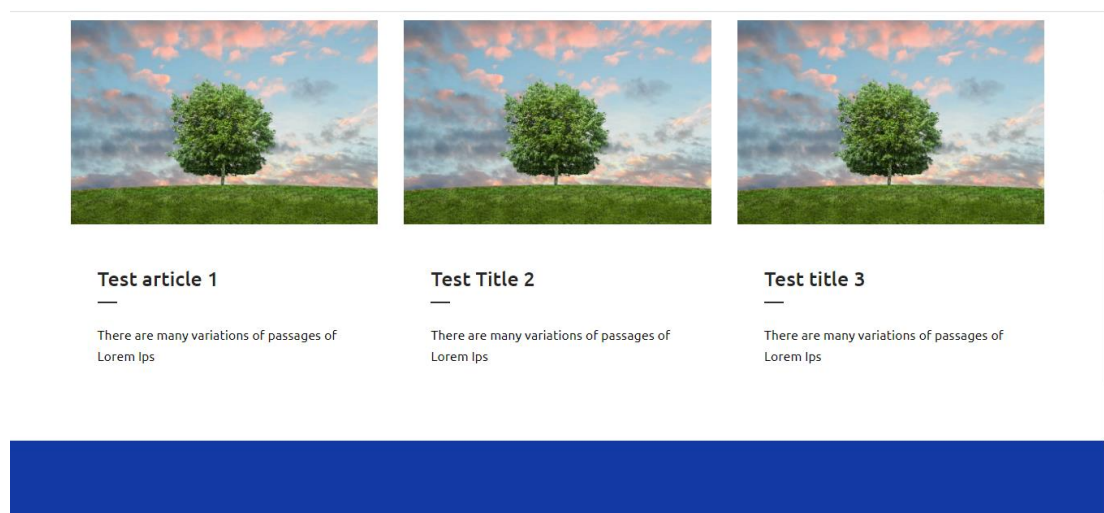 Test article 1
There are many variations of passages of
Lorem Ips
Test Title 2
There are many variations of passages of
Lorem Ips
Test title 3
There are many variations of passages of
Lorem Ips